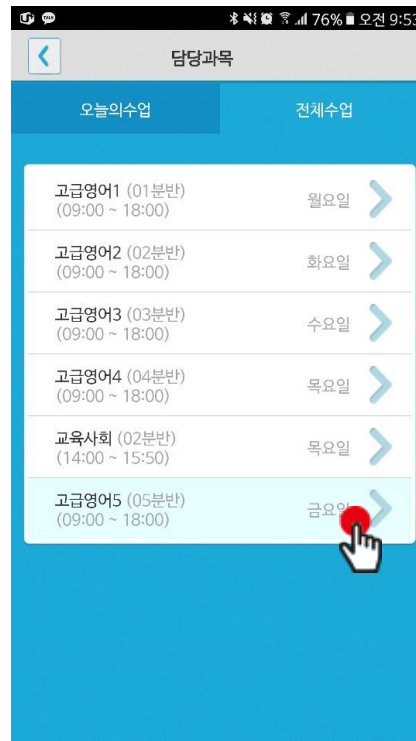 76% 오전 9:53
담당과목
오늘의수업 전체수업
고급영어1 (01분반)
(09:00 ~ 18:00)
월요일
고급영어2 (02분반)
(09:00 ~ 18:00)
화요일
고급영어3 (03분반)
(09:00 ~ 18:00)
수요일
고급영어4 (04분반)
(09:00 ~ 18:00)
목요일
교육사회 (02분반)
(14:00 ~ 15:50)
목요일
고급영어5 (05분반)
(09:00 ~ 18:00)
금요일